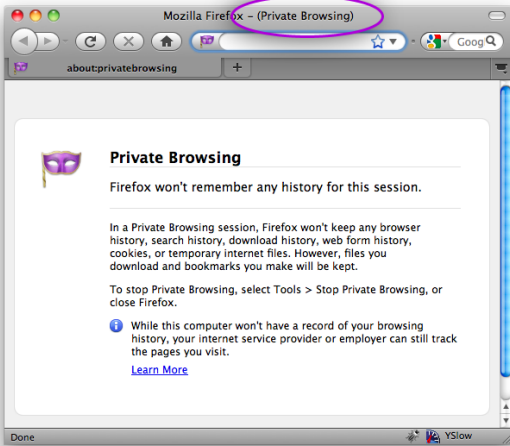 Mozilla Firefox – (Private Browsing)
Goog
about:privatebrowsing
Private Browsing
Firefox won't remember any history for this session.
In a Private Browsing session, Firefox won't keep any browser
history, search history, download history, web form history,
cookies, or temporary internet files. However, files you
download and bookmarks you make will be kept.
To stop Private Browsing, select Tools > Stop Private Browsing, or
close Firefox.
While this computer won't have a record of your browsing
history, your internet service provider or employer can still track
the pages you visit.
Learn More
Done
YSlow